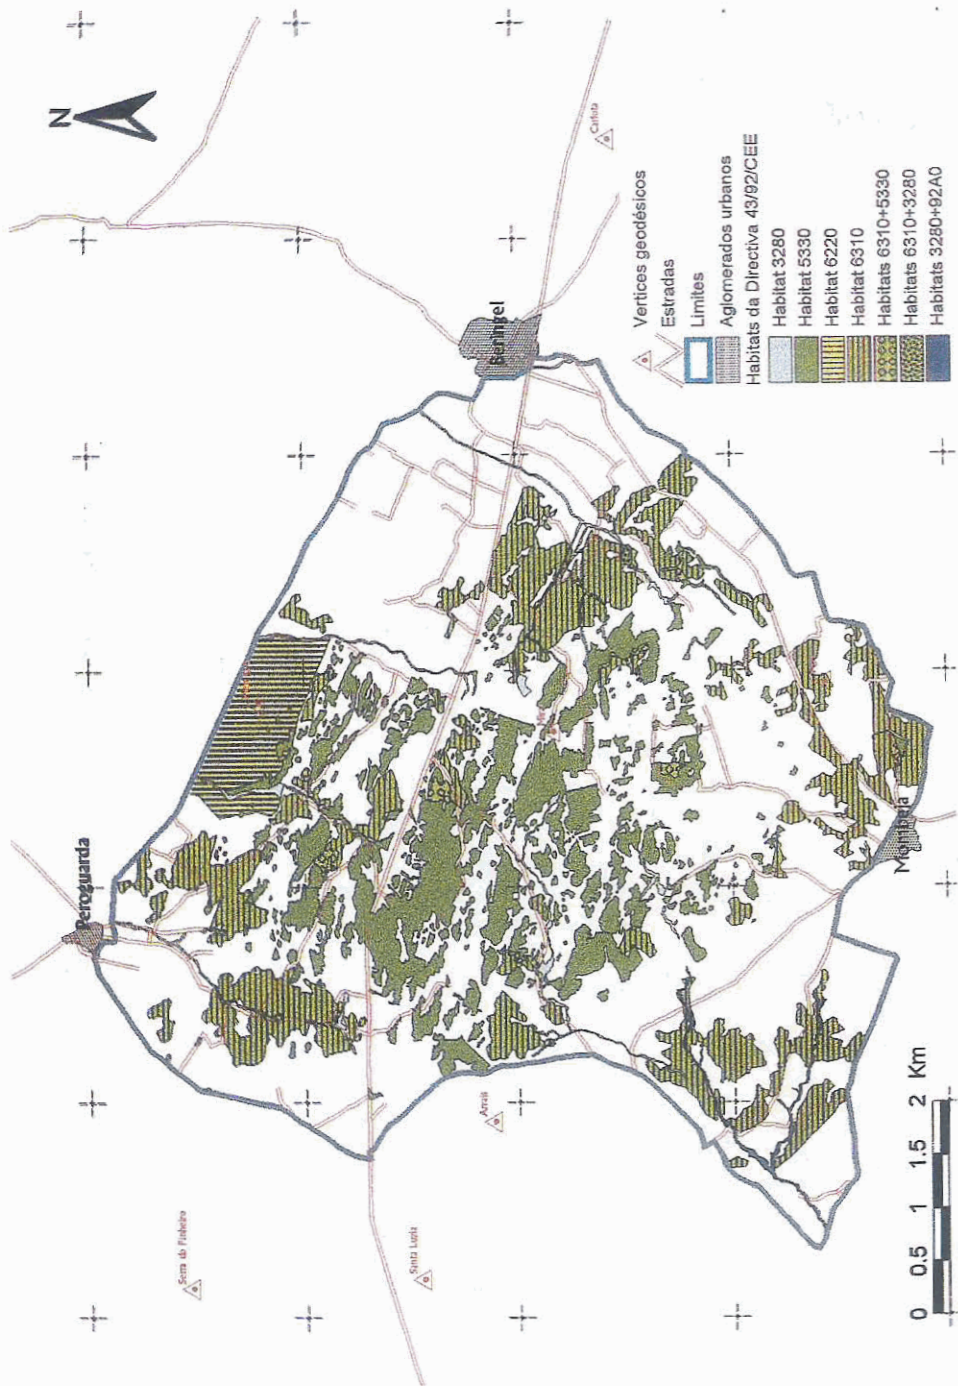 N
Peroguarda
Beringel
Serra do Pinheiro
Santa Luzia
Arrais
Carlota
Vertices geodésicos
Estradas
Limites
Aglomerados urbanos
Habitats da Directiva 43/92/CEE
Habitat 3280
Habitat 5330
Habitat 6220
Habitat 6310
Habitats 6310+5330
Habitats 6310+3280
Habitats 3280+92A0
0 0.5 1 1.5 2 Km